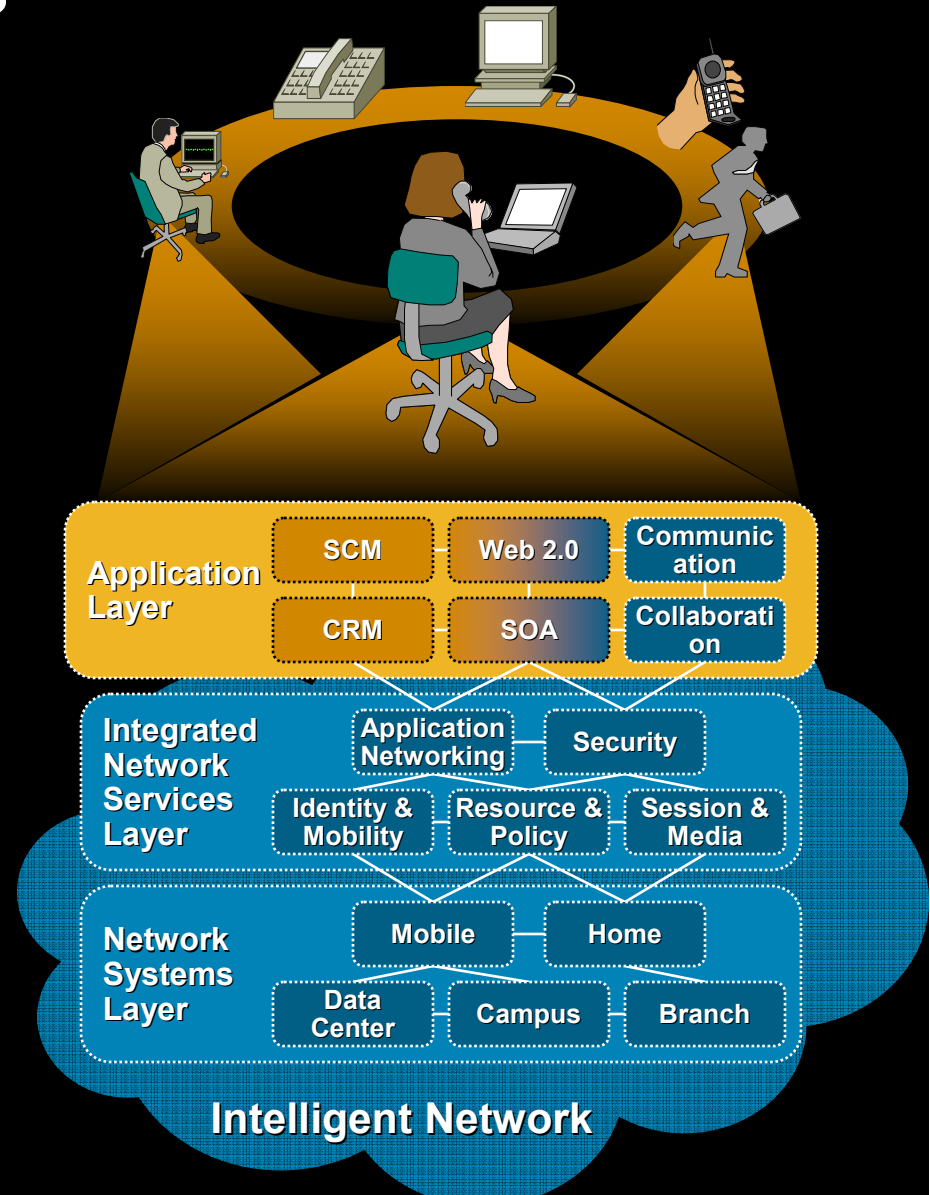 Application
Layer
SCM
Web 2.0
Communic
ation
CRM
SOA
Collaborati
on
Integrated
Network
Services
Layer
Application
Networking
Security
Identity &
Mobility
Resource &
Policy
Session &
Media
Network
Systems
Layer
Mobile
Home
Data
Center
Campus
Branch
Intelligent Network